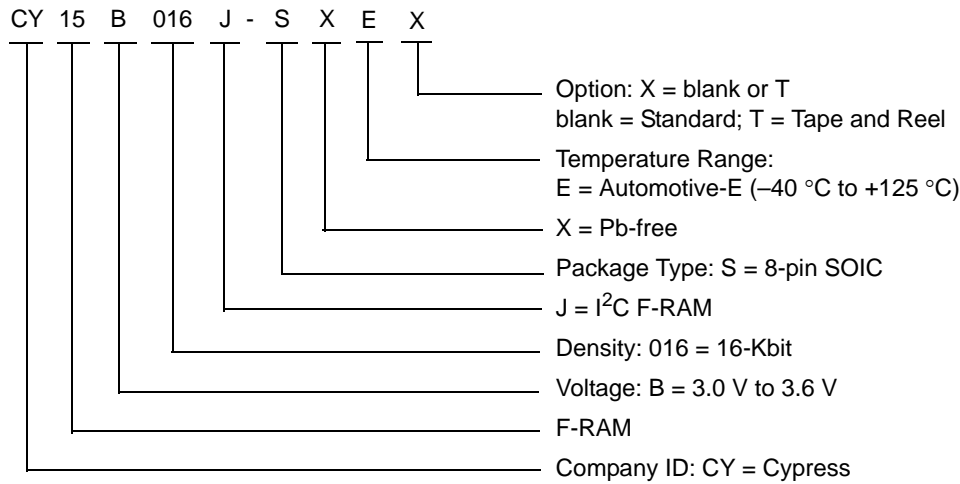 CY 15 B 016 J - S X E X
Option: X = blank or T
blank = Standard; T = Tape and Reel
Temperature Range:
E = Automotive-E (–40 °C to +125 °C)
X = Pb-free
Package Type: S = 8-pin SOIC
J = I²C F-RAM
Density: 016 = 16-Kbit
Voltage: B = 3.0 V to 3.6 V
F-RAM
Company ID: CY = Cypress